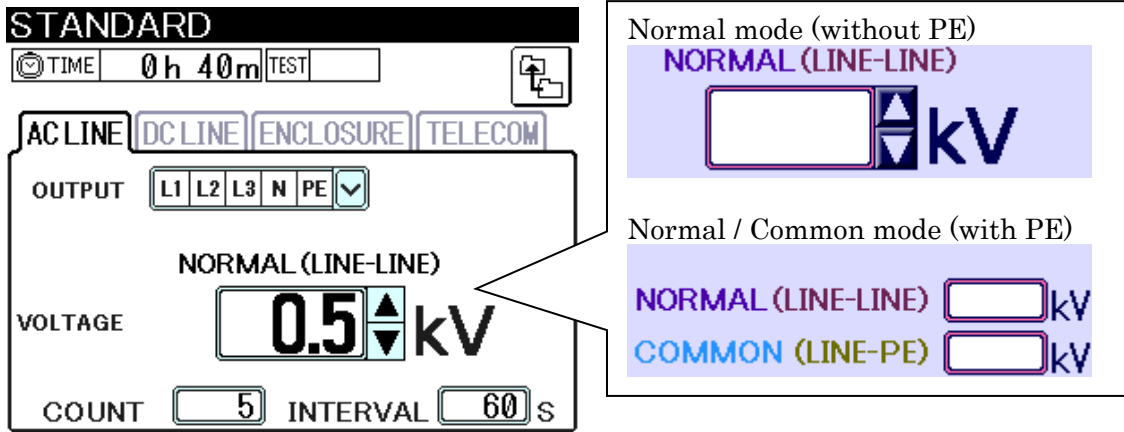 STANDARD
TIME 0h 40m TEST
AC LINE DC LINE ENCLOSURE TELECOM
OUTPUT L1 L2 L3 N PE
NORMAL (LINE-LINE)
VOLTAGE 0.5 kV
COUNT 5 INTERVAL 60 S
Normal mode (without PE)
NORMAL (LINE-LINE)
kV
Normal / Common mode (with PE)
NORMAL (LINE-LINE) kV
COMMON (LINE-PE) kV